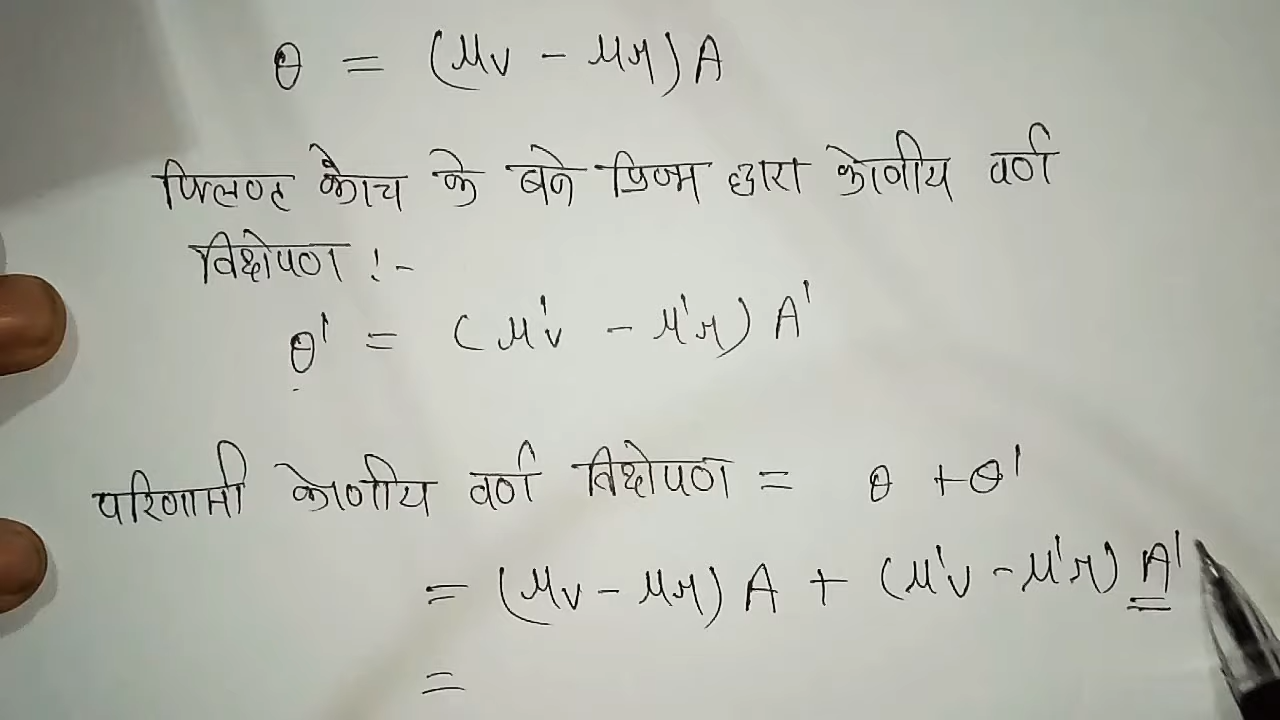 θ = (μv - μr) A
फ्लिण्ट काँच के बने प्रिज्म द्वारा कोणीय वर्ण
विक्षेपण :-
θ' = (μ'v - μ'r) A'
परिणामी कोणीय वर्ण विक्षेपण = θ + θ'
= (μv - μr) A + (μ'v - μ'r) A'
=